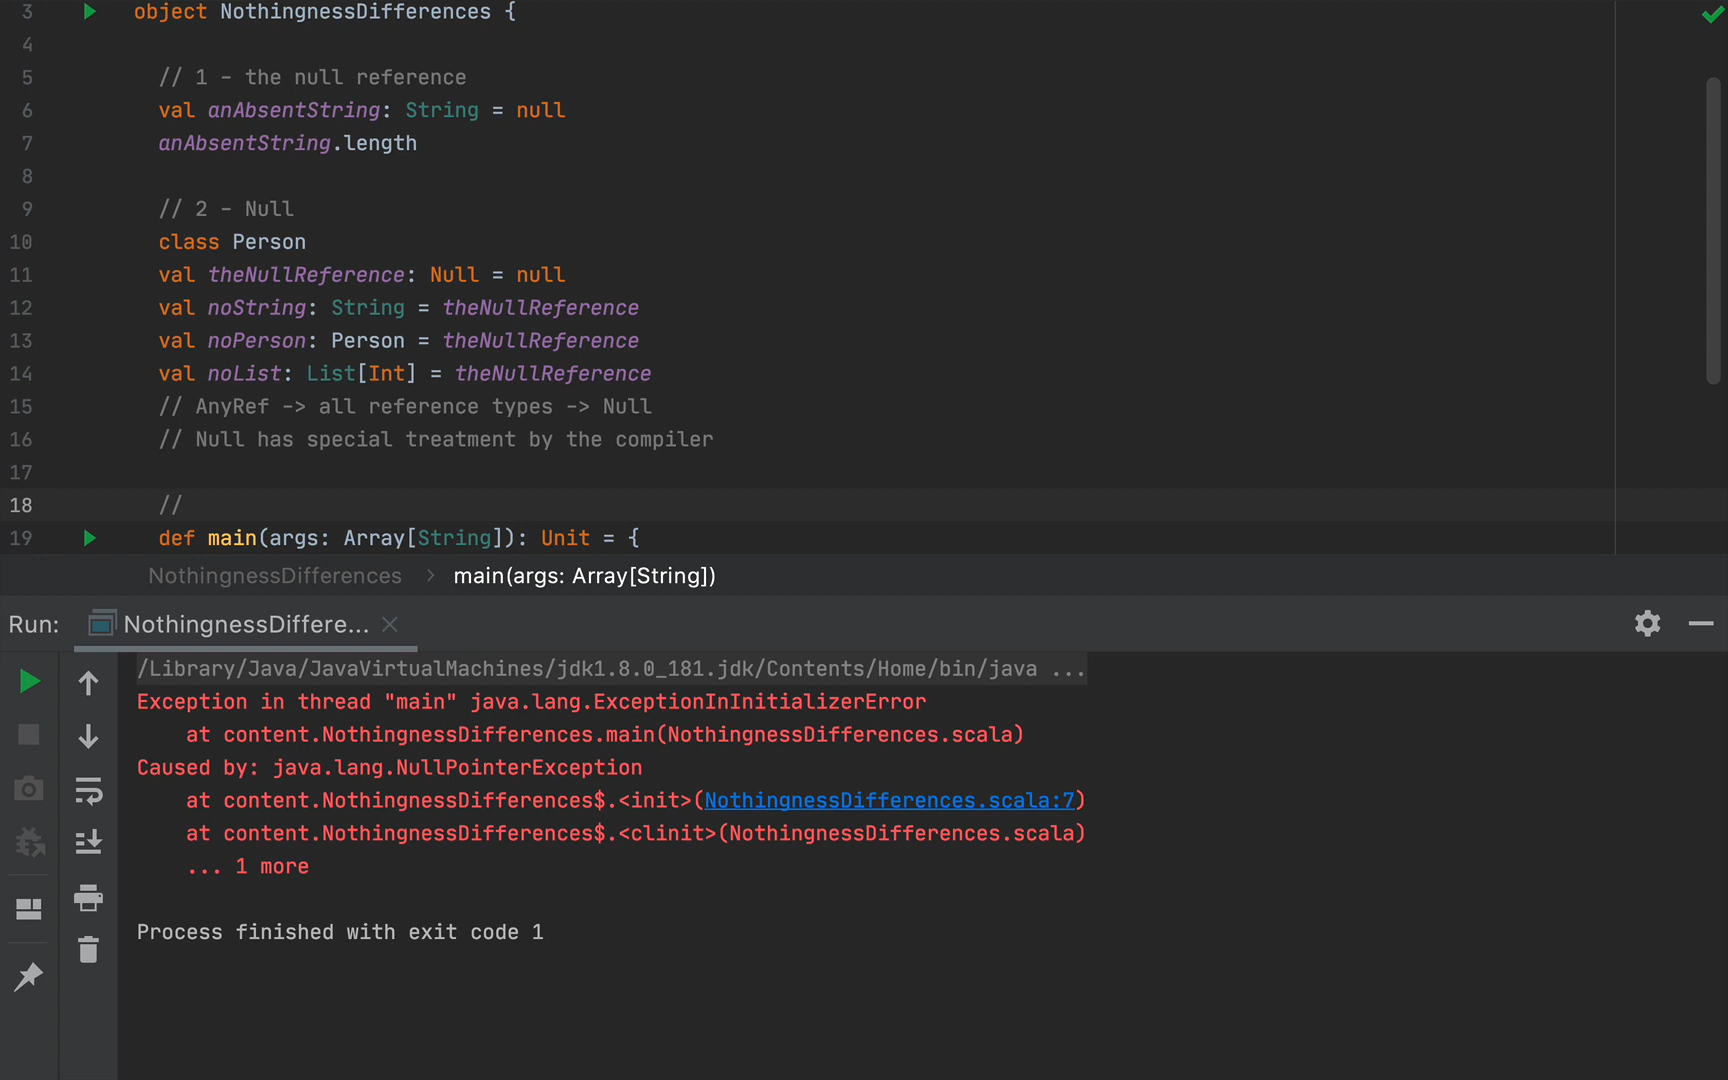 3 object NothingnessDifferences {
4
5 // 1 - the null reference
6 val anAbsentString: String = null
7 anAbsentString.length
8
9 // 2 - Null
10 class Person
11 val theNullReference: Null = null
12 val noString: String = theNullReference
13 val noPerson: Person = theNullReference
14 val noList: List[Int] = theNullReference
15 // AnyRef -> all reference types -> Null
16 // Null has special treatment by the compiler
17
18 //
19 def main(args: Array[String]): Unit = {
NothingnessDifferences › main(args: Array[String])
Run: NothingnessDiffere...
/Library/Java/JavaVirtualMachines/jdk1.8.0_181.jdk/Contents/Home/bin/java ...
Exception in thread "main" java.lang.ExceptionInInitializerError
at content.NothingnessDifferences.main(NothingnessDifferences.scala)
Caused by: java.lang.NullPointerException
at content.NothingnessDifferences$.<init>(NothingnessDifferences.scala:7)
at content.NothingnessDifferences$.<clinit>(NothingnessDifferences.scala)
... 1 more
Process finished with exit code 1